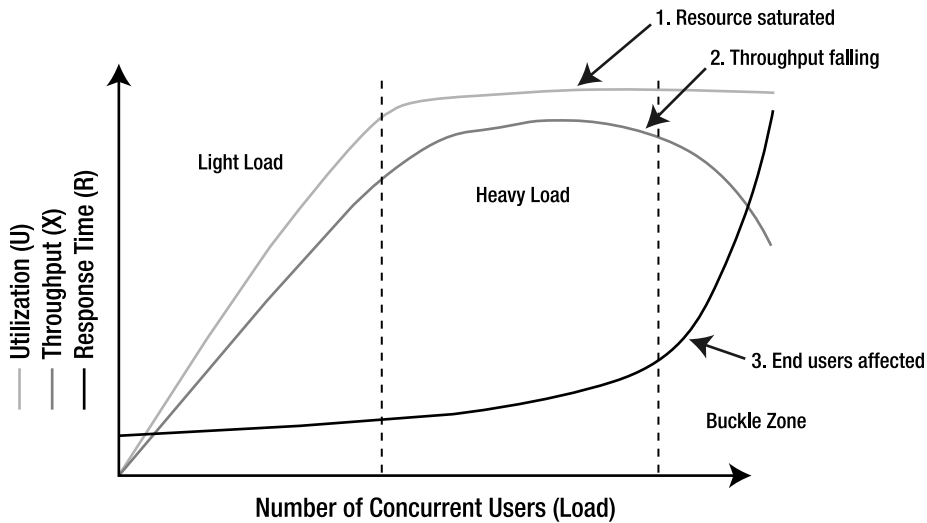 1. Resource saturated
2. Throughput falling
Light Load
Heavy Load
Utilization (U)
Throughput (X)
Response Time (R)
3. End users affected
Buckle Zone
Number of Concurrent Users (Load)